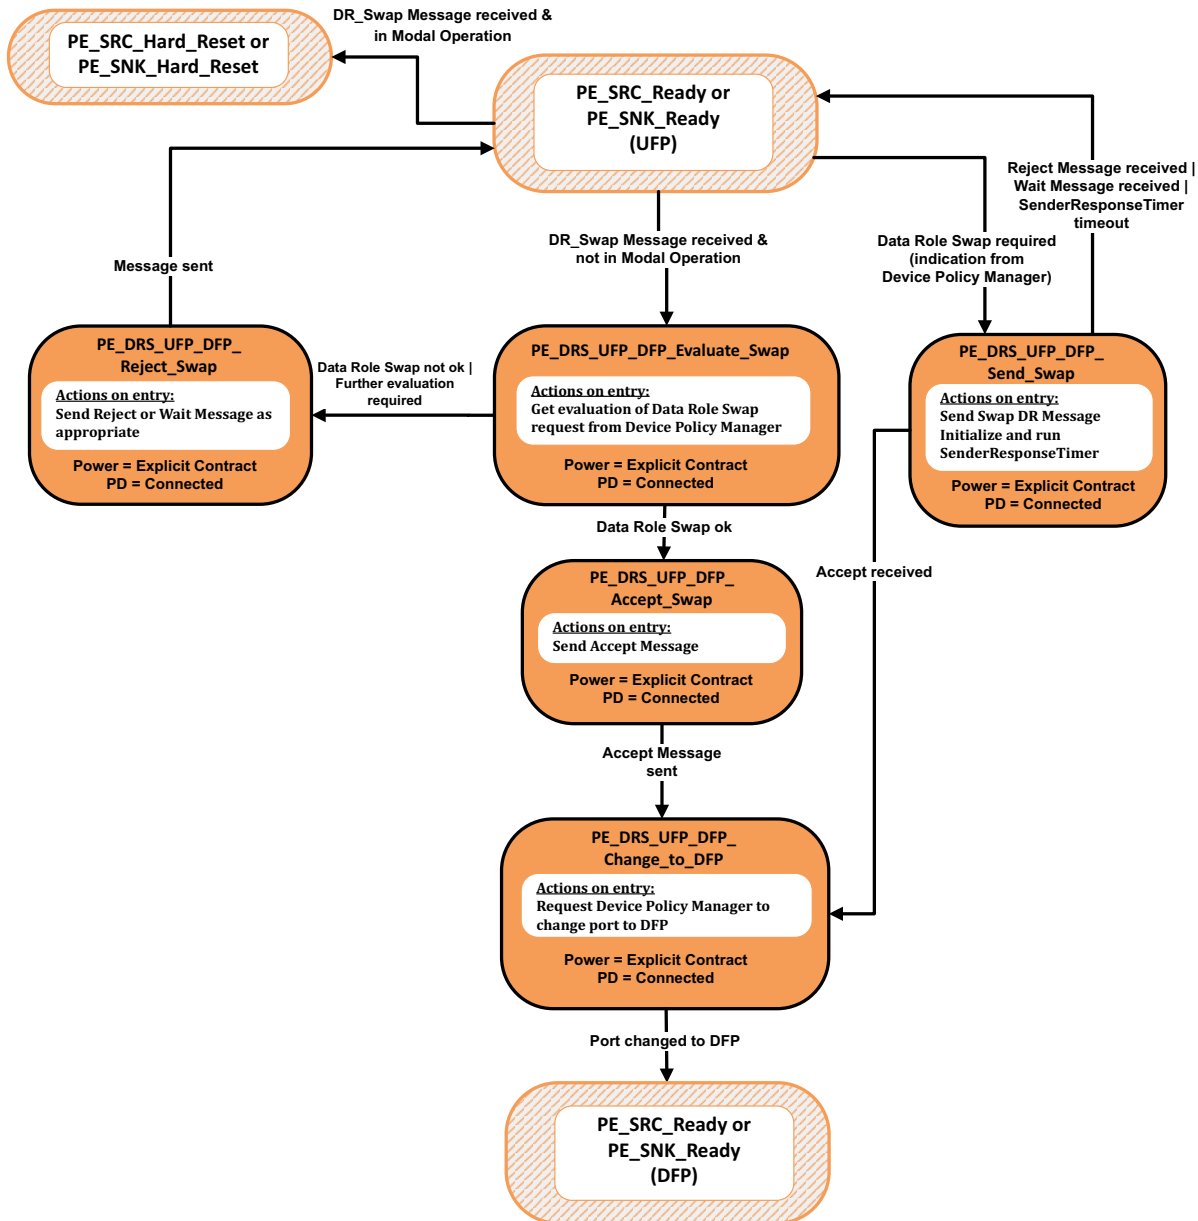 DR_Swap Message received &
in Modal Operation
PE_SRC_Hard_Reset or
PE_SNK_Hard_Reset
PE_SRC_Ready or
PE_SNK_Ready
(UFP)
Reject Message received |
Wait Message received |
SenderResponseTimer
timeout
DR_Swap Message received &
not in Modal Operation
Data Role Swap required
(indication from
Device Policy Manager)
Message sent
PE_DRS_UFP_DFP_
Reject_Swap
Actions on entry:
Send Reject or Wait Message as
appropriate
Power = Explicit Contract
PD = Connected
Data Role Swap not ok |
Further evaluation
required
PE_DRS_UFP_DFP_Evaluate_Swap
Actions on entry:
Get evaluation of Data Role Swap
request from Device Policy Manager
Power = Explicit Contract
PD = Connected
PE_DRS_UFP_DFP_
Send_Swap
Actions on entry:
Send Swap DR Message
Initialize and run
SenderResponseTimer
Power = Explicit Contract
PD = Connected
Data Role Swap ok
Accept received
PE_DRS_UFP_DFP_
Accept_Swap
Actions on entry:
Send Accept Message
Power = Explicit Contract
PD = Connected
Accept Message
sent
PE_DRS_UFP_DFP_
Change_to_DFP
Actions on entry:
Request Device Policy Manager to
change port to DFP
Power = Explicit Contract
PD = Connected
Port changed to DFP
PE_SRC_Ready or
PE_SNK_Ready
(DFP)